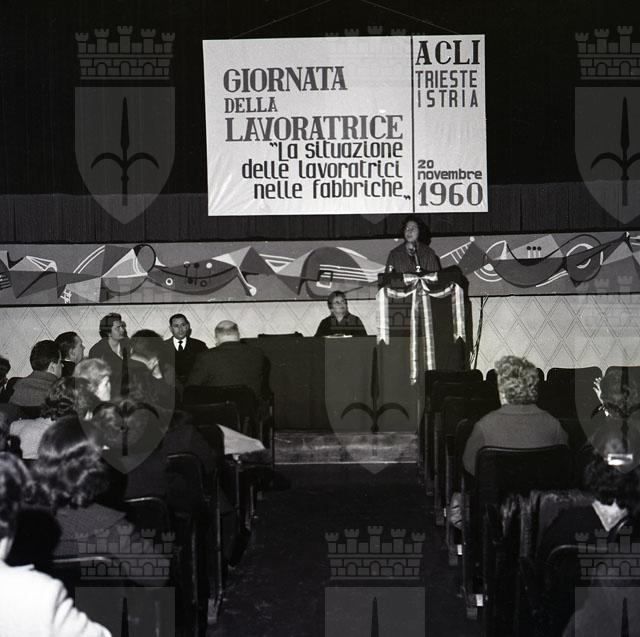 GIORNATA
DELLA
LAVORATRICE
"La situazione
delle lavoratrici
nelle fabbriche"
ACLI
TRIESTE
ISTRIA
20
novembre
1960